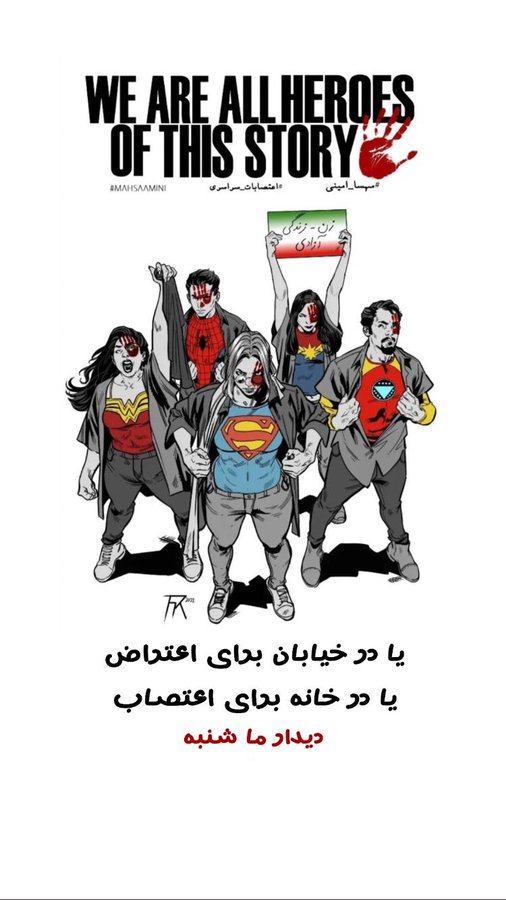 WE ARE ALL HEROES
OF THIS STORY
#MAHSAAMINI #اعتصابات_سراسری #مهسا_امینی
زن - زندگی
آزادی
یا در خیابان برای اعتراض
یا در خانه برای اعتصاب
دیدار ما شنبه